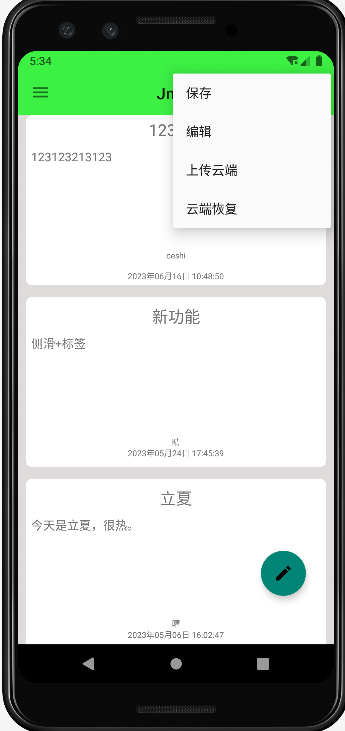 5:34
Jn
保存
编辑
上传云端
云端恢复
123
123123213123
ceshi
2023年06月16日 10:48:50
新功能
侧滑+标签
晴
2023年05月24日 17:45:39
立夏
今天是立夏，很热。
2023年05月06日 16:02:47